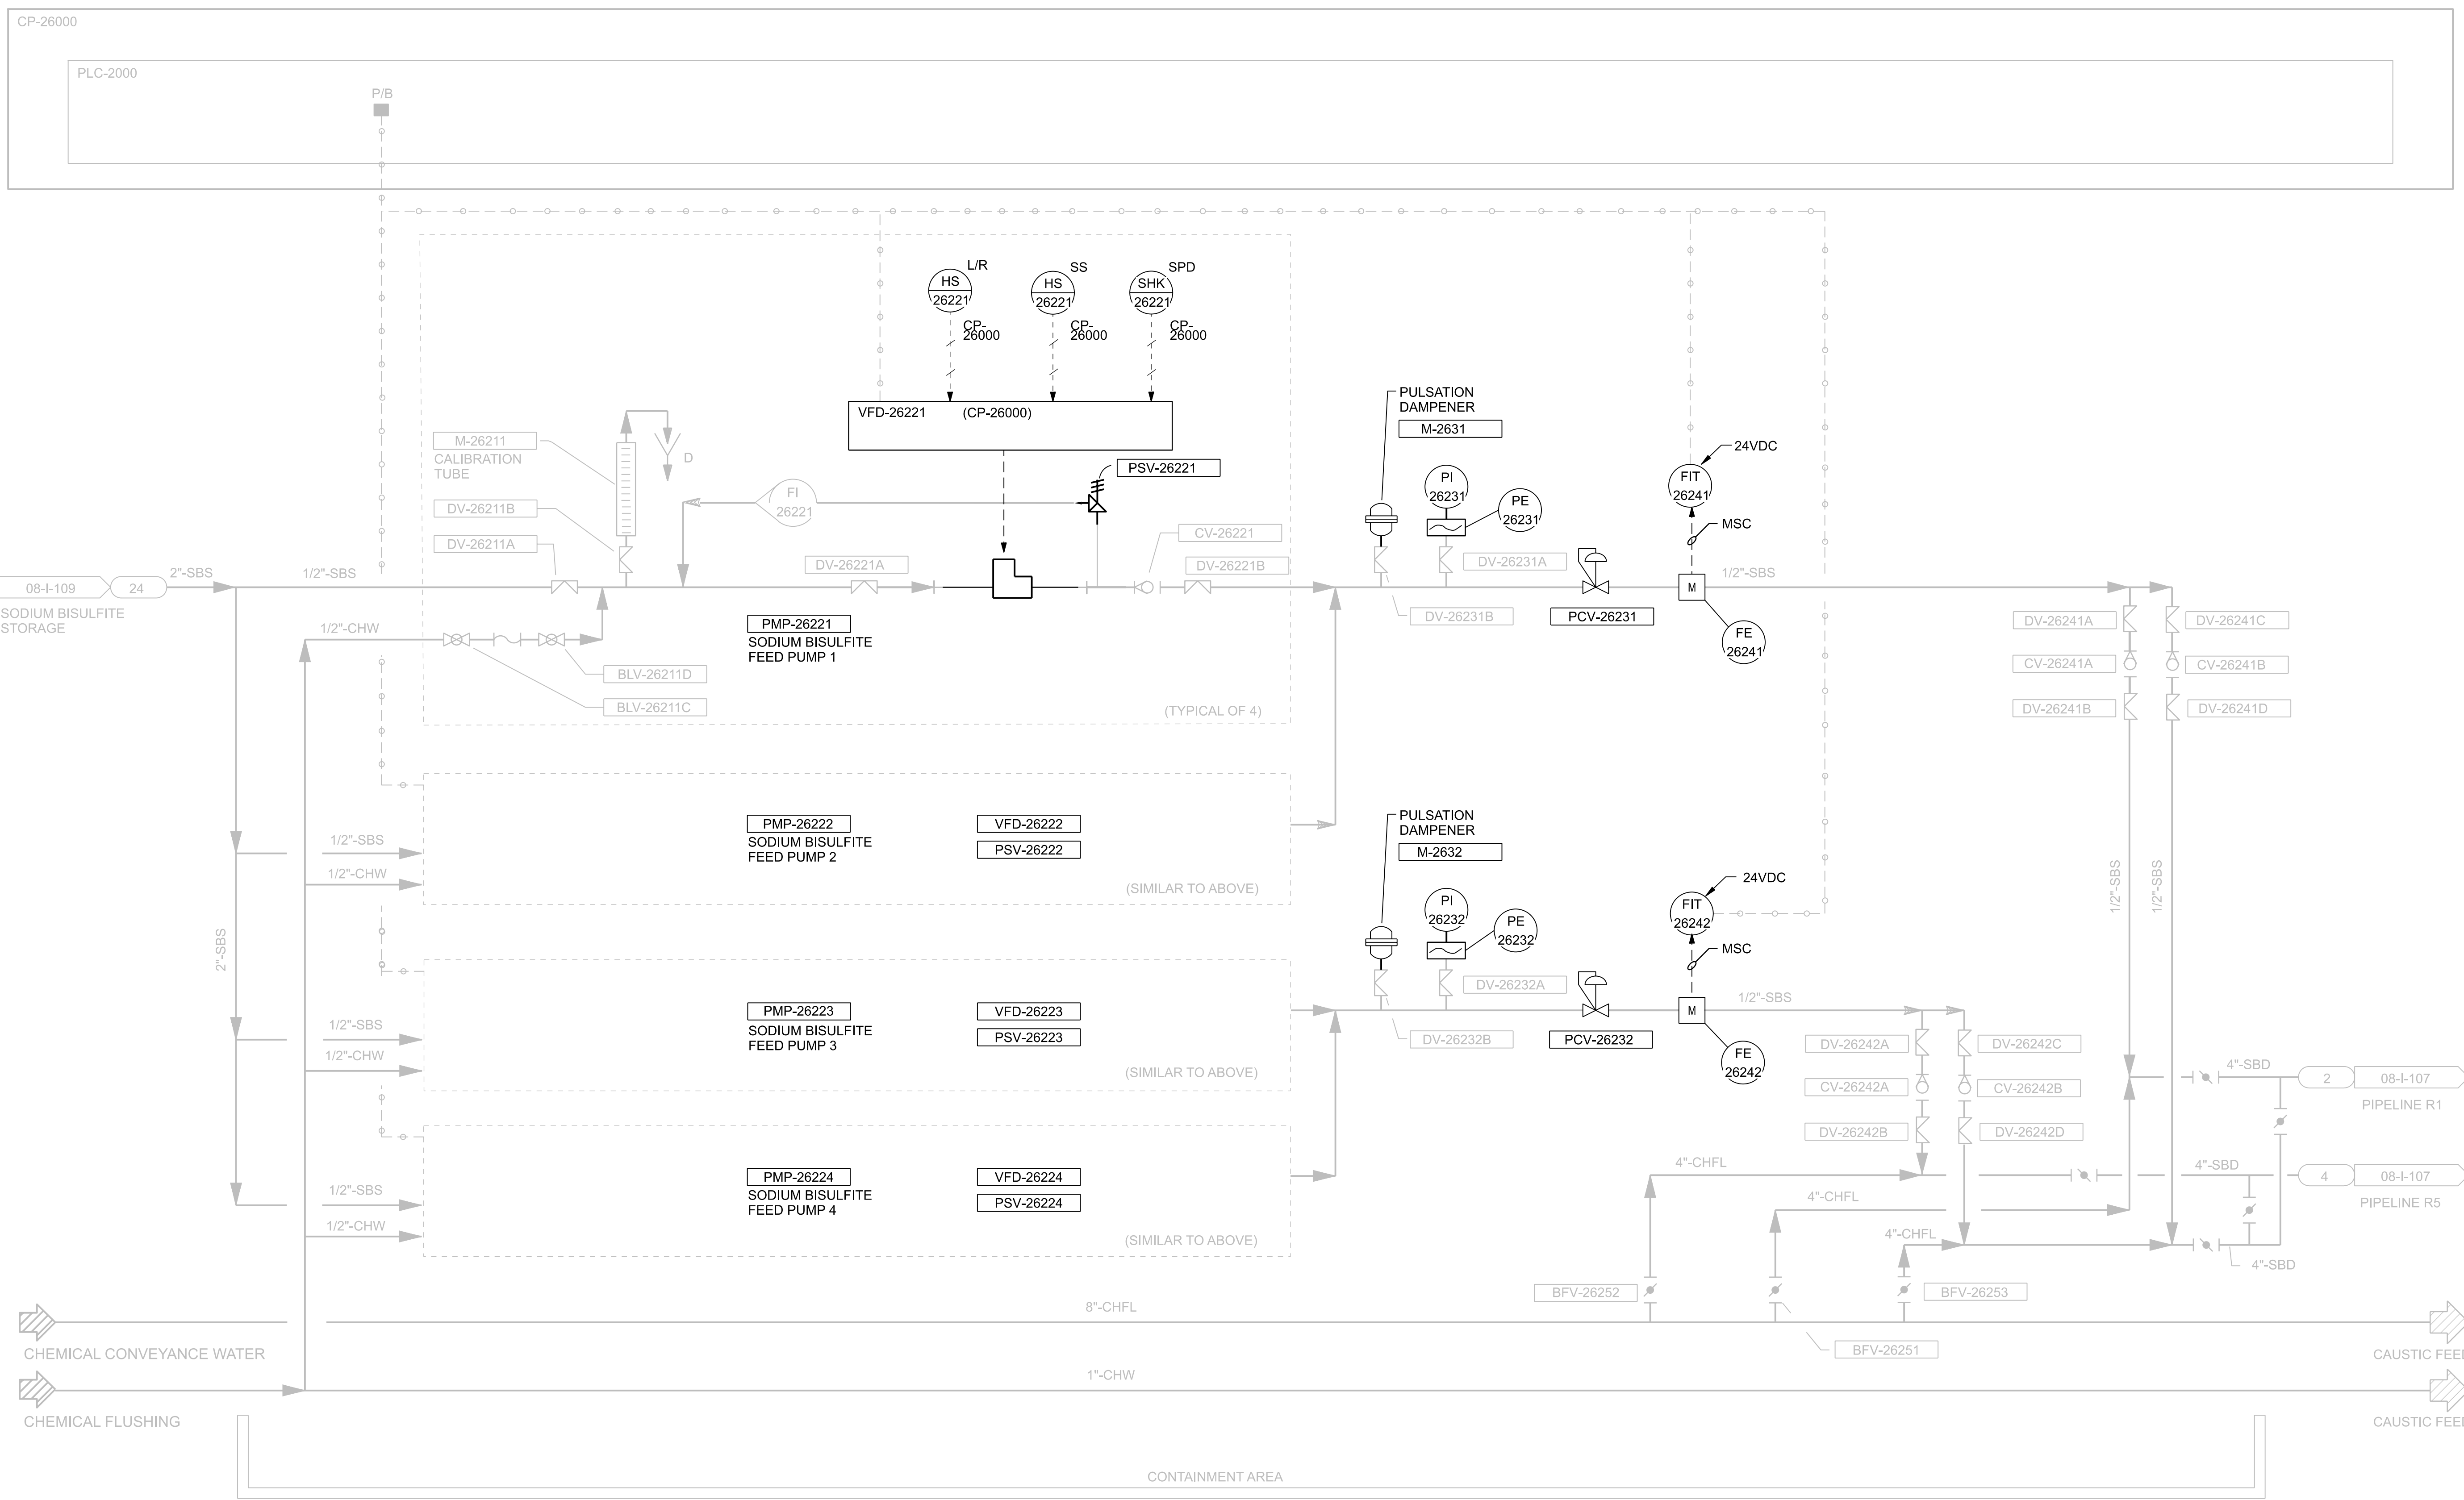 CP-26000
PLC-2000
P/B
L/R
HS
26221
CP-
26000
SS
HS
26221
CP-
26000
SPD
SHK
26221
CP-
26000
VFD-26221 (CP-26000)
M-26211
CALIBRATION
TUBE
D
DV-26211B
DV-26211A
FI
26221
PSV-26221
CV-26221
DV-26221A
DV-26221B
08-I-109
24
SODIUM BISULFITE
STORAGE
2"-SBS
1/2"-SBS
1/2"-CHW
PMP-26221
SODIUM BISULFITE
FEED PUMP 1
BLV-26211D
BLV-26211C
(TYPICAL OF 4)
PULSATION
DAMPENER
M-2631
PI
26231
PE
26231
DV-26231A
DV-26231B
PCV-26231
24VDC
FIT
26241
MSC
M
1/2"-SBS
FE
26241
DV-26241A
DV-26241C
CV-26241A
CV-26241B
DV-26241B
DV-26241D
1/2"-SBS
1/2"-CHW
PMP-26222
SODIUM BISULFITE
FEED PUMP 2
VFD-26222
PSV-26222
(SIMILAR TO ABOVE)
2"-SBS
1/2"-SBS
1/2"-CHW
PMP-26223
SODIUM BISULFITE
FEED PUMP 3
VFD-26223
PSV-26223
(SIMILAR TO ABOVE)
1/2"-SBS
1/2"-CHW
PMP-26224
SODIUM BISULFITE
FEED PUMP 4
VFD-26224
PSV-26224
(SIMILAR TO ABOVE)
PULSATION
DAMPENER
M-2632
PI
26232
PE
26232
DV-26232A
DV-26232B
PCV-26232
24VDC
FIT
26242
MSC
M
1/2"-SBS
FE
26242
1/2"-SBS
1/2"-SBS
DV-26242A
DV-26242C
CV-26242A
CV-26242B
DV-26242B
DV-26242D
4"-SBD
2
08-I-107
PIPELINE R1
4"-SBD
4
08-I-107
PIPELINE R5
4"-CHFL
4"-CHFL
4"-CHFL
4"-SBD
BFV-26252
BFV-26253
BFV-26251
8"-CHFL
CHEMICAL CONVEYANCE WATER
1"-CHW
CHEMICAL FLUSHING
CAUSTIC FEE
CAUSTIC FEE
CONTAINMENT AREA